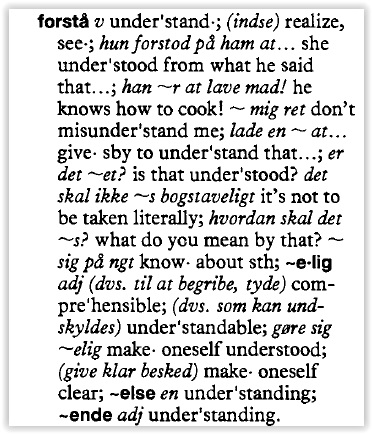 forstå v under'stand·; (indse) realize,
see·; hun forstod på ham at... she
under'stood from what he said
that...; han ~r at lave mad! he
knows how to cook! ~ mig ret don't
misunder'stand me; lade en ~ at...
give· sby to under'stand that...; er
det ~et? is that under'stood? det
skal ikke ~s bogstaveligt it's not to
be taken literally; hvordan skal det
~s? what do you mean by that? ~
sig på ngt know· about sth; ~e·lig
adj (dvs. til at begribe, tyde) com-
pre'hensible; (dvs. som kan und-
skyldes) under'standable; gøre sig
~elig make· oneself understood;
(give klar besked) make· oneself
clear; ~else en under'standing;
~ende adj under'standing.